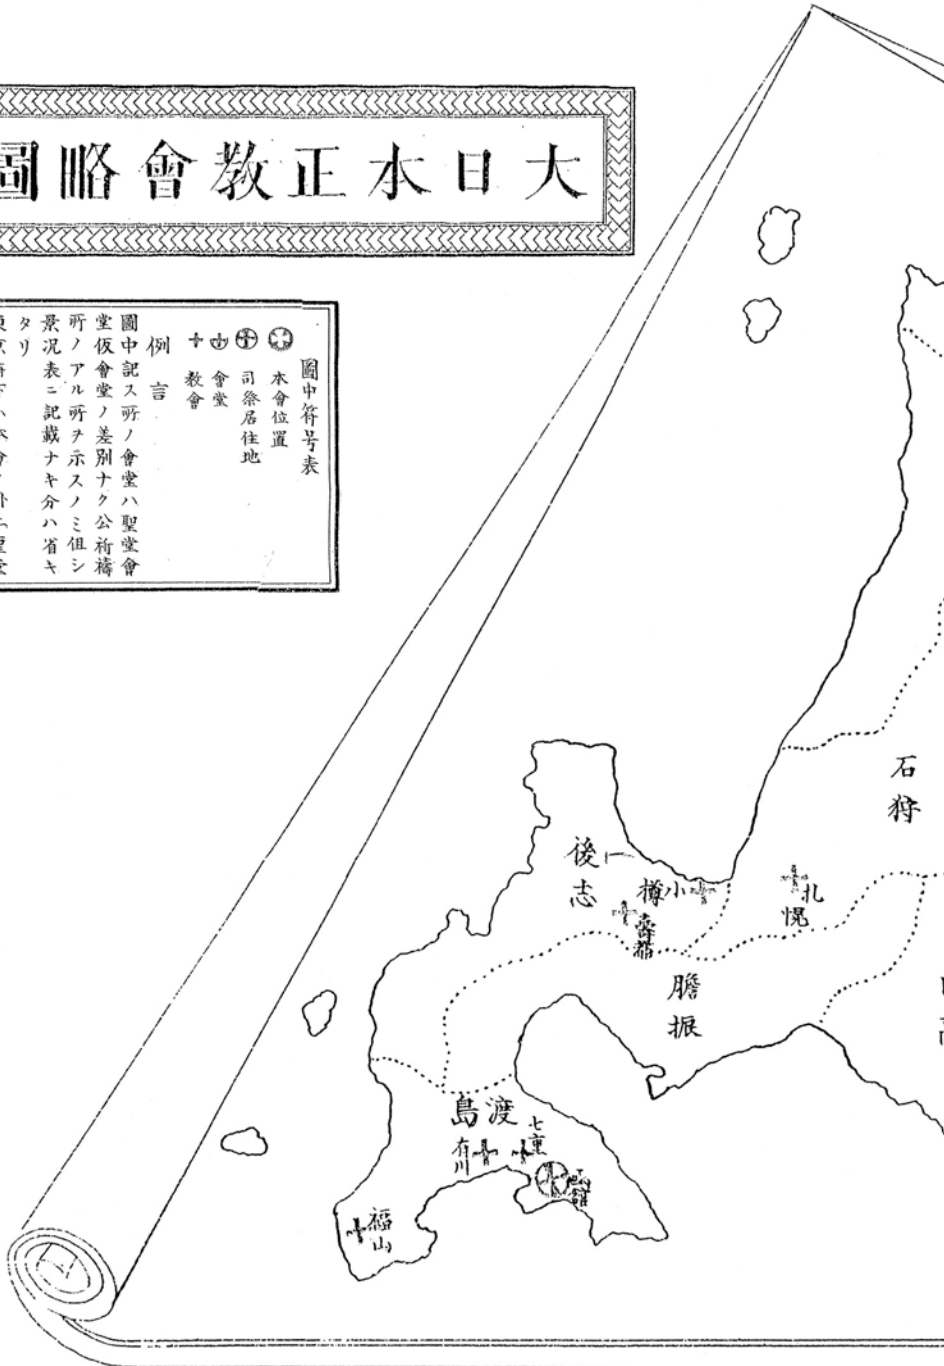 大日本正教會略圖
圖中符号表
本會位置
司祭居住地
會堂
教會
例言
圖中記ス所ノ會堂ハ聖堂會
堂仮會堂ノ差別ナク公祈禱
所ノアル所ヲ示スノミ但シ
景况表ニ記載ナキ分ハ省キ
タリ
石狩
札幌
後志
小樽
壽都
膽振
渡島
七重
有川
函館
福山